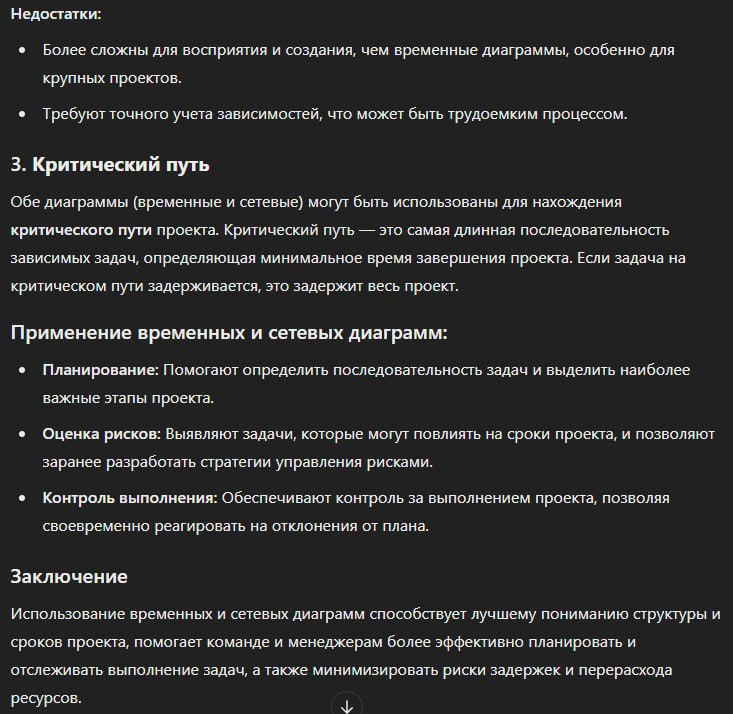 Недостатки:
• Более сложны для восприятия и создания, чем временные диаграммы, особенно для
крупных проектов.
• Требуют точного учета зависимостей, что может быть трудоемким процессом.
3. Критический путь
Обе диаграммы (временные и сетевые) могут быть использованы для нахождения
критического пути проекта. Критический путь — это самая длинная последовательность
зависимых задач, определяющая минимальное время завершения проекта. Если задача на
критическом пути задерживается, это задержит весь проект.
Применение временных и сетевых диаграмм:
• Планирование: Помогают определить последовательность задач и выделить наиболее
важные этапы проекта.
• Оценка рисков: Выявляют задачи, которые могут повлиять на сроки проекта, и позволяют
заранее разработать стратегии управления рисками.
• Контроль выполнения: Обеспечивают контроль за выполнением проекта, позволяя
своевременно реагировать на отклонения от плана.
Заключение
Использование временных и сетевых диаграмм способствует лучшему пониманию структуры и
сроков проекта, помогает команде и менеджерам более эффективно планировать и
отслеживать выполнение задач, а также минимизировать риски задержек и перерасхода
ресурсов.